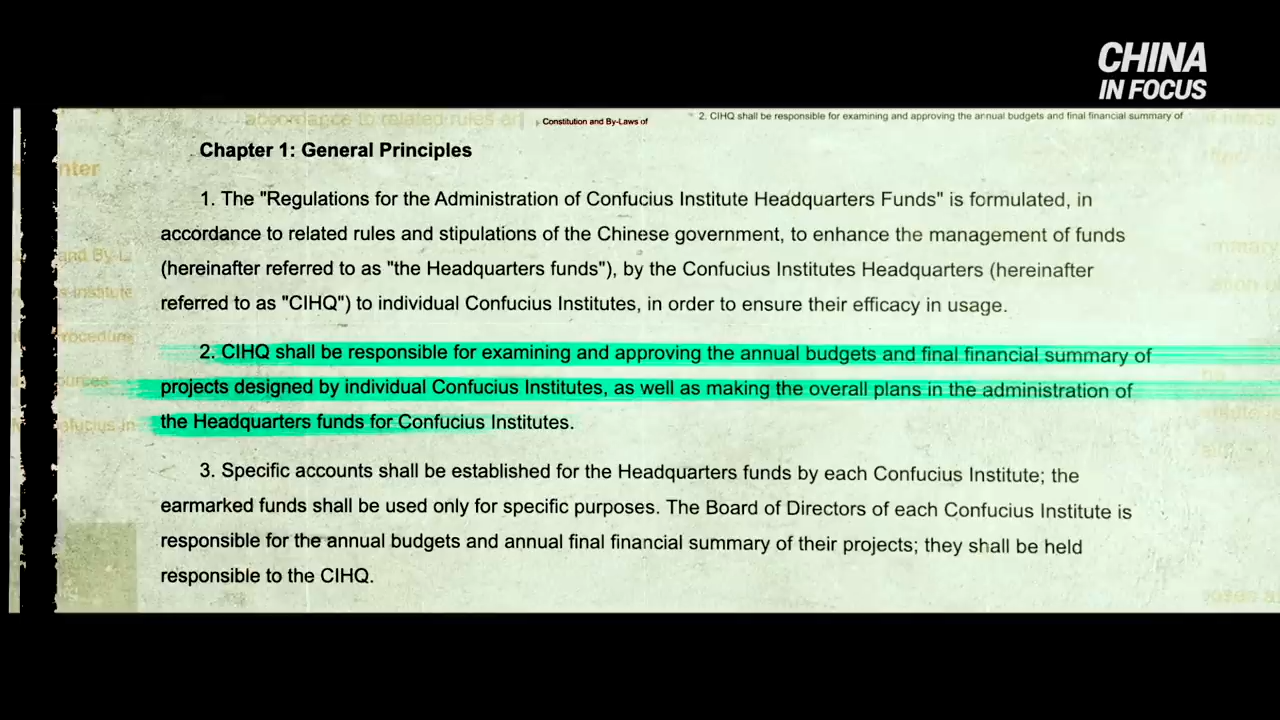 CHINA
IN FOCUS
abordance to related rules an
Constitution and By-Laws of
2. CIHQ shall be responsible for examining and approving the annual budgets and final financial summary of
Chapter 1: General Principles
1. The "Regulations for the Administration of Confucius Institute Headquarters Funds" is formulated, in
accordance to related rules and stipulations of the Chinese government, to enhance the management of funds
(hereinafter referred to as "the Headquarters funds"), by the Confucius Institutes Headquarters (hereinafter
referred to as "CIHQ") to individual Confucius Institutes, in order to ensure their efficacy in usage.
2. CIHQ shall be responsible for examining and approving the annual budgets and final financial summary of
projects designed by individual Confucius Institutes, as well as making the overall plans in the administration of
the Headquarters funds for Confucius Institutes.
3. Specific accounts shall be established for the Headquarters funds by each Confucius Institute; the
earmarked funds shall be used only for specific purposes. The Board of Directors of each Confucius Institute is
responsible for the annual budgets and annual final financial summary of their projects; they shall be held
responsible to the CIHQ.